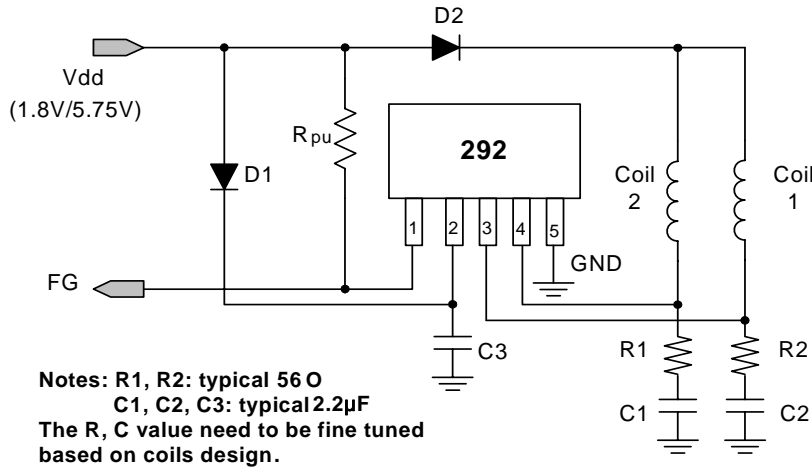 D2
Vdd
(1.8V/5.75V)
Rpu
292
D1
Coil
2
Coil
1
1 2 3 4 5
FG
GND
C3
R1
R2
C1
C2
Notes: R1, R2: typical 56 O
C1, C2, C3: typical 2.2µF
The R, C value need to be fine tuned
based on coils design.